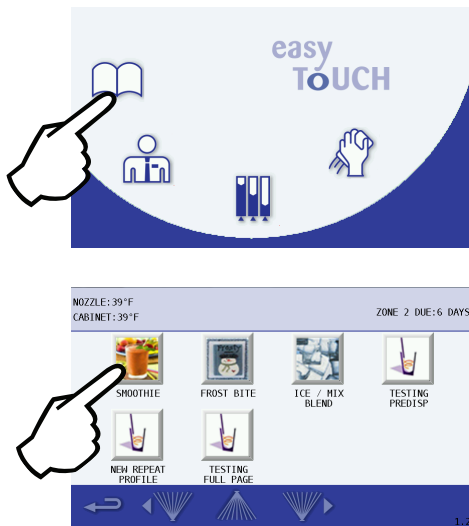 easy
TOUCH
NOZZLE:39°F
CABINET:39°F
ZONE 2 DUE:6 DAYS
SMOOTHIE
FROST BITE
ICE / MIX
BLEND
TESTING
PREDISP
NEW REPEAT
PROFILE
TESTING
FULL PAGE